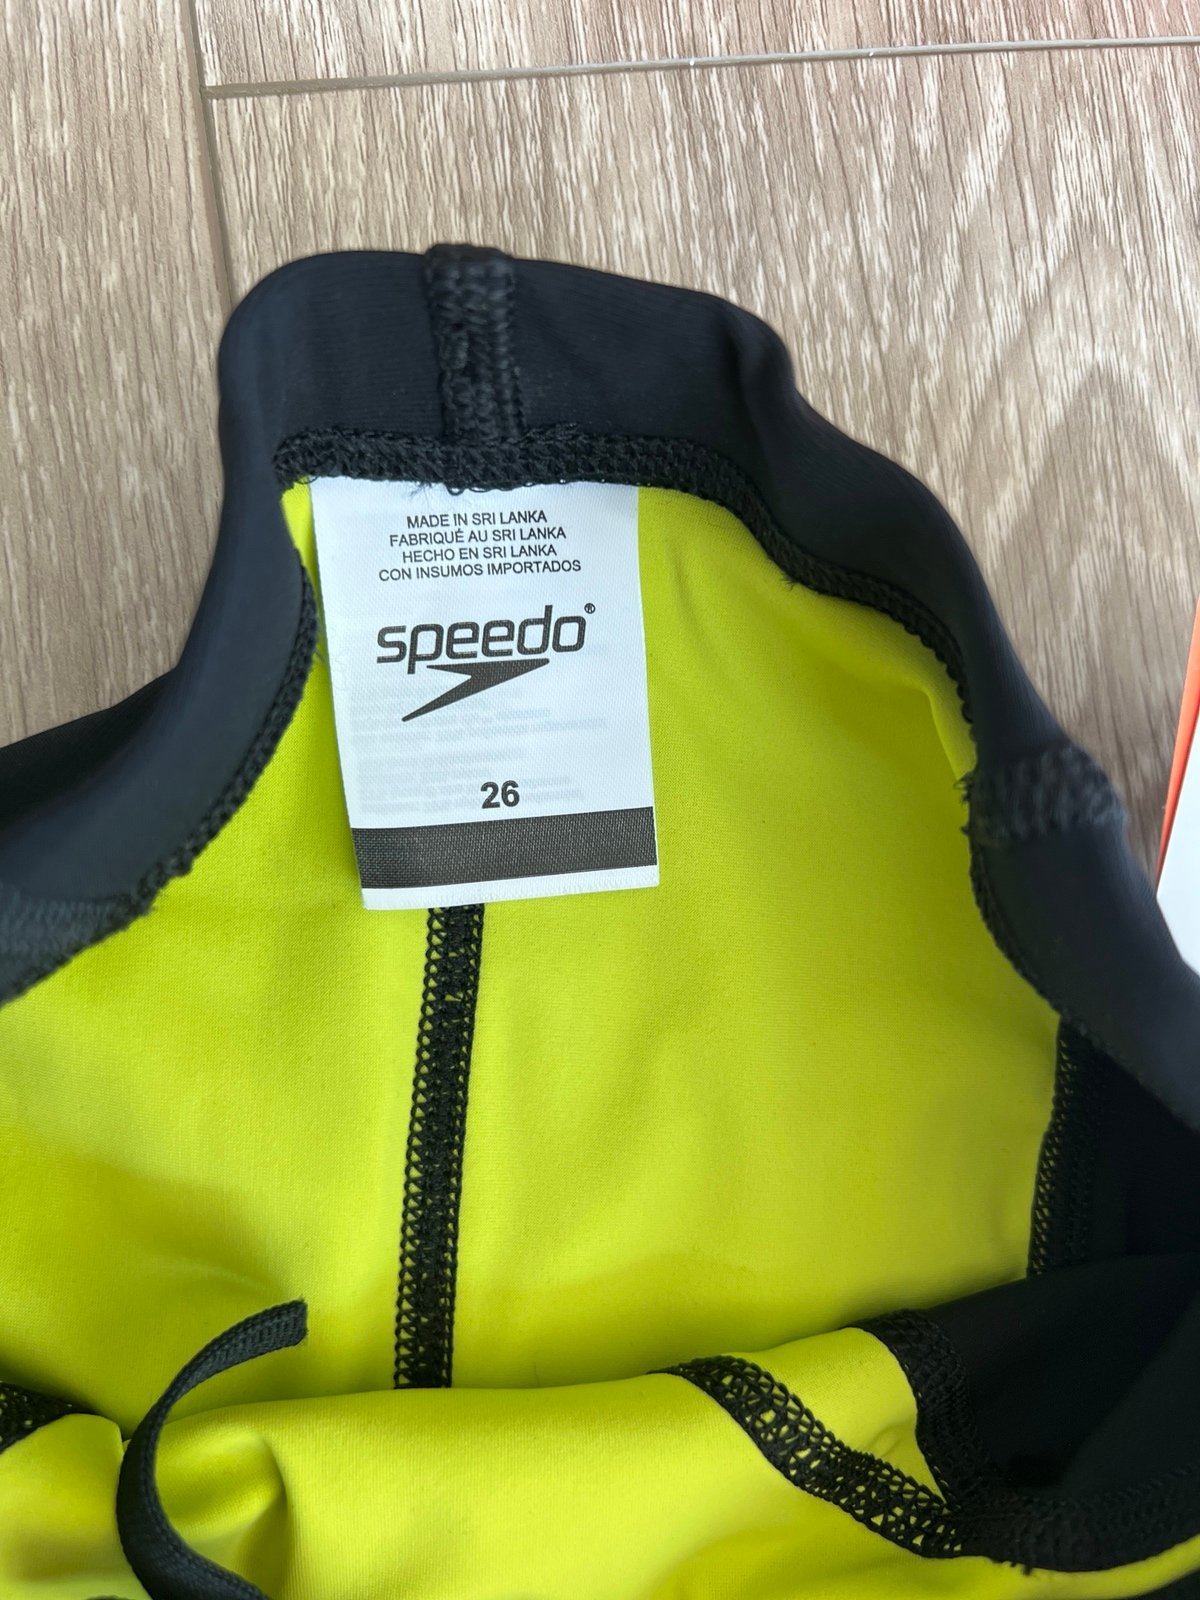 MADE IN SRI LANKA
FABRIQUÉ AU SRI LANKA
HECHO EN SRI LANKA
CON INSUMOS IMPORTADOS
speedo®
26